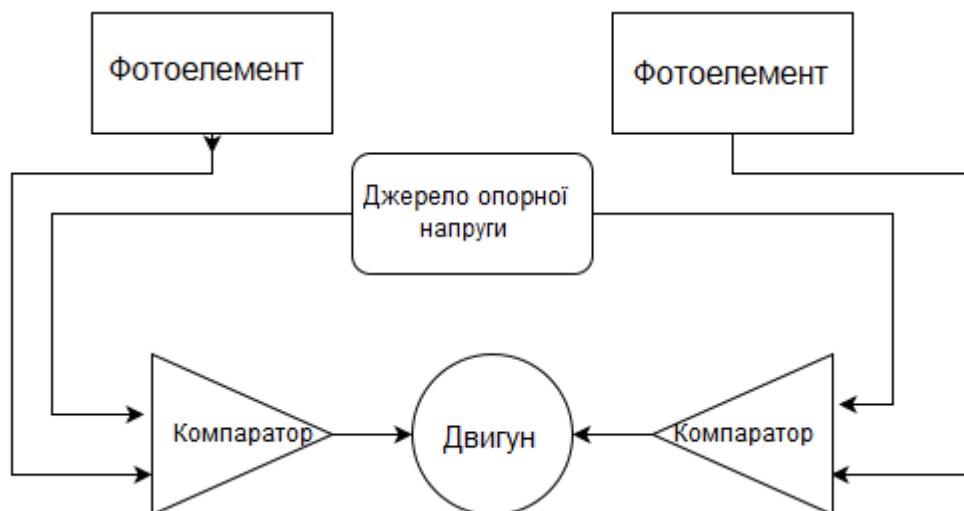 Фотоелемент
Фотоелемент
Джерело опорної
напруги
Компаратор
Двигун
Компаратор